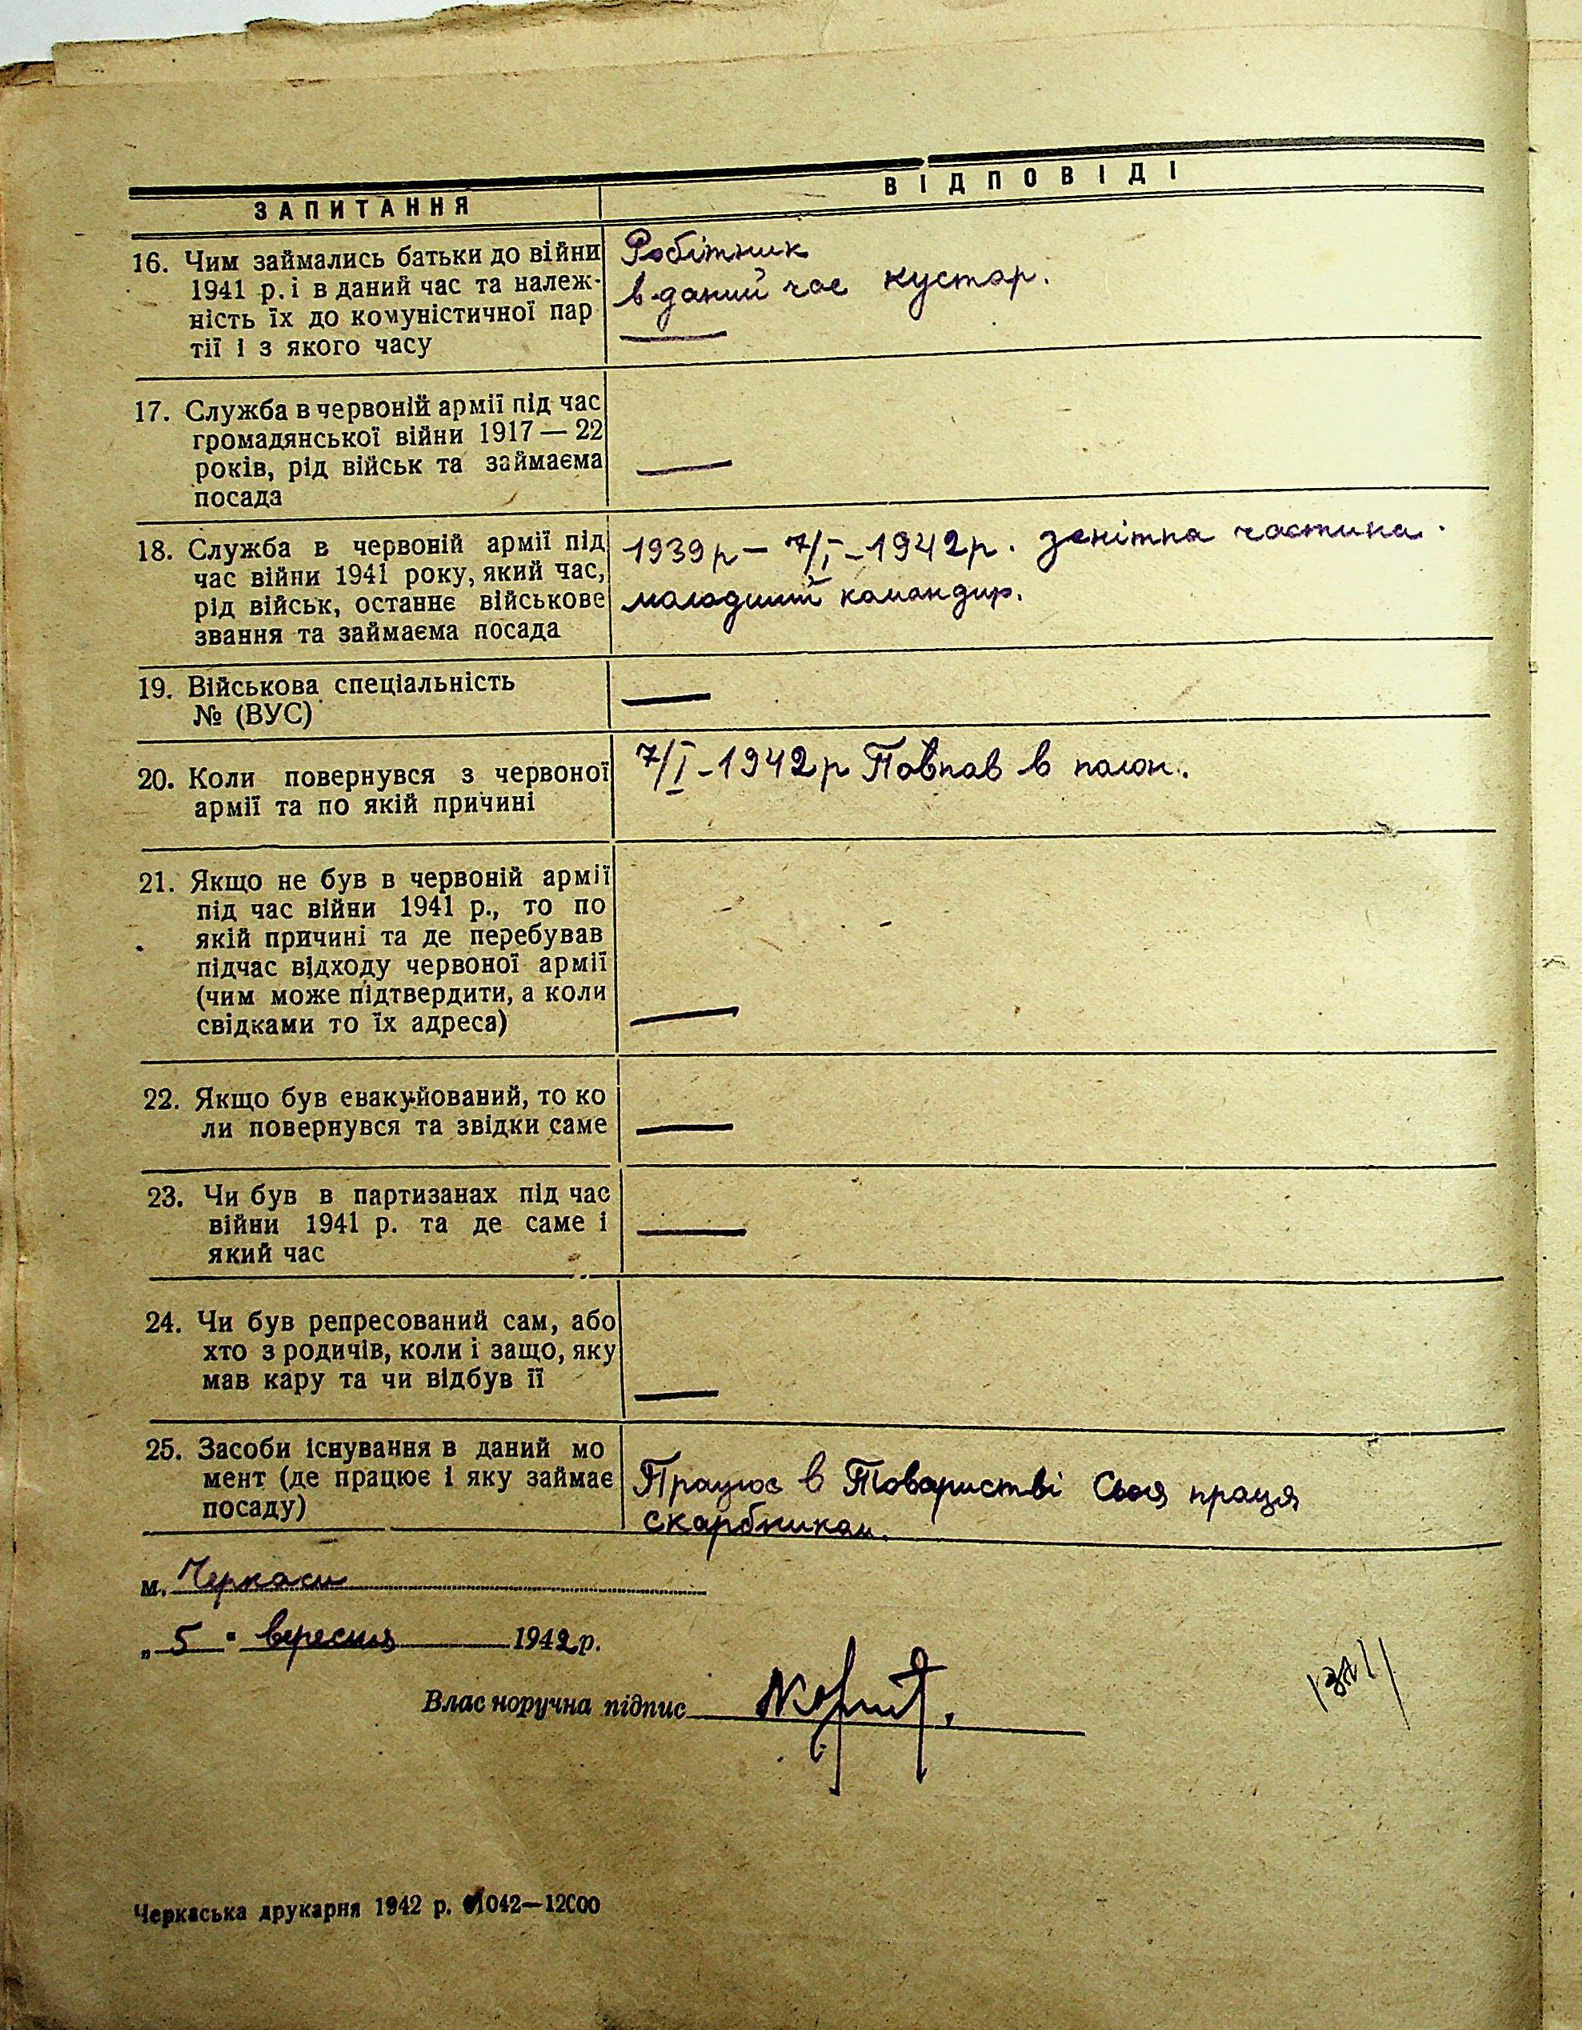 ЗАПИТАННЯ
ВІДПОВІДІ
16. Чим займались батьки до війни
1941 р. і в даний час та належ-
ність їх до комуністичної пар
тії і з якого часу
Робітник
в даний час кустар.
—
17. Служба в червоній армії під час
громадянської війни 1917 — 22
років, рід військ та займаєма
посада
—
18. Служба в червоній армії під
час війни 1941 року, який час,
рід військ, останнє військове
звання та займаєма посада
1939р – 7/I – 1942р. зенітна частина.
молодший командир.
19. Військова спеціальність
№ (ВУС)
—
20. Коли повернувся з червоної
армії та по якій причині
7/I – 1942р Повпав в полон.
21. Якщо не був в червоній армії
під час війни 1941 р., то по
якій причині та де перебував
підчас відходу червоної армії
(чим може підтвердити, а коли
свідками то їх адреса)
—
22. Якщо був евакуйований, то ко
ли повернувся та звідки саме
—
23. Чи був в партизанах під час
війни 1941 р. та де саме і
який час
—
24. Чи був репресований сам, або
хто з родичів, коли і защо, яку
мав кару та чи відбув її
—
25. Засоби існування в даний мо
мент (де працює і яку займає
посаду)
Працює в Товаристві Своя праця
скарбником.
м. Черкаси
„ 5 " вересня 1942р.
Власноручна підпис
Черкаська друкарня 1942 р. 1042—12000